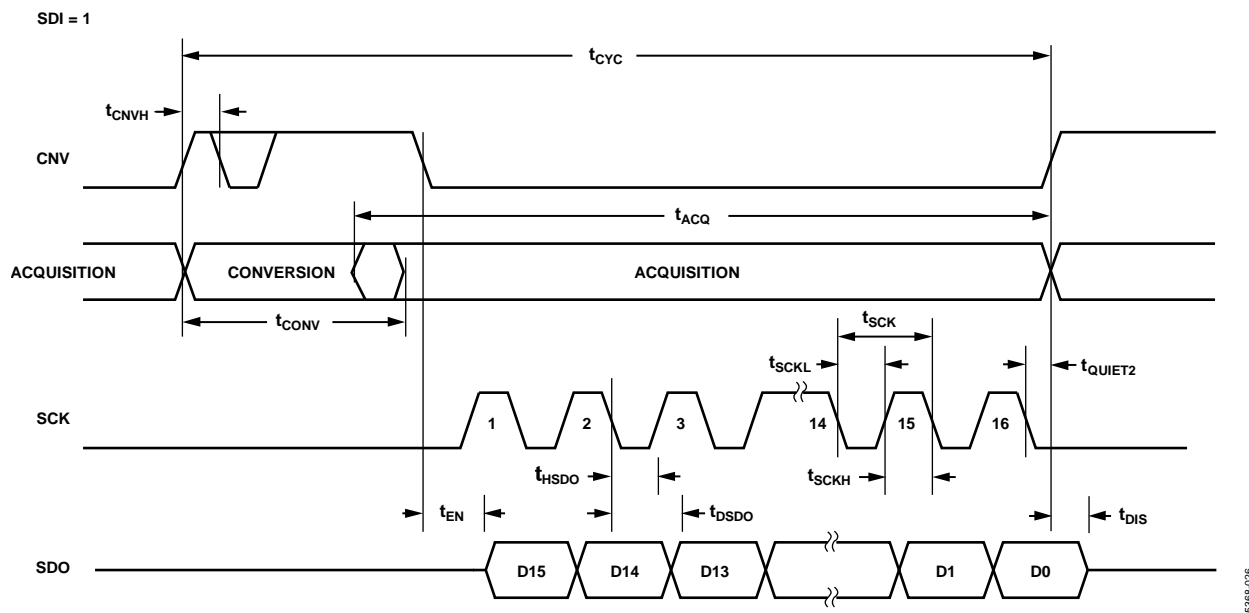 SDI = 1
tCYC
tCNVH
CNV
tACQ
ACQUISITION
CONVERSION
ACQUISITION
tCONV
tSCK
tSCKL
tQUIET2
SCK
1
2
3
14
15
16
tHSDO
tSCKH
tEN
tDSDO
tDIS
SDO
D15
D14
D13
D1
D0